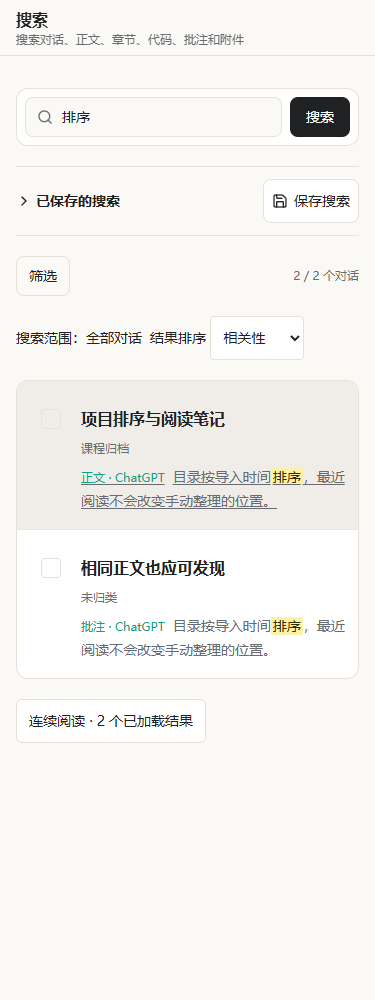 搜索
搜索对话、正文、章节、代码、批注和附件
排序
搜索
已保存的搜索
保存搜索
筛选
2 / 2 个对话
搜索范围：全部对话 结果排序 相关性
项目排序与阅读笔记
课程归档
正文 · ChatGPT 目录按导入时间排序，最近
阅读不会改变手动整理的位置。
相同正文也应可发现
未归类
批注 · ChatGPT 目录按导入时间排序，最近
阅读不会改变手动整理的位置。
连续阅读 · 2 个已加载结果